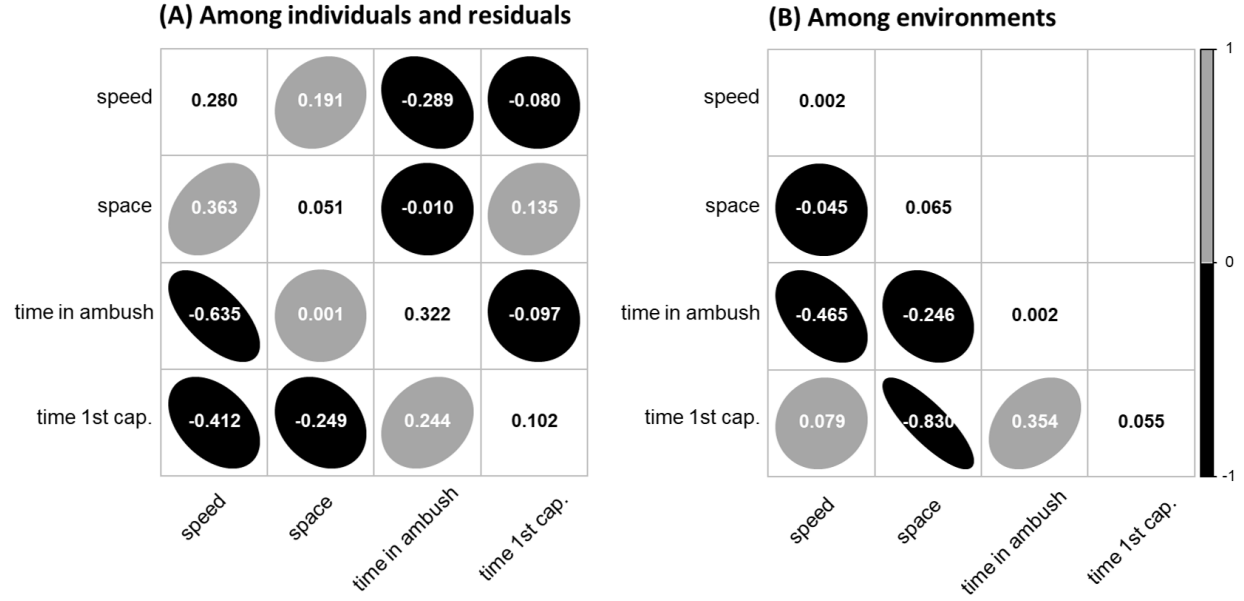 (A) Among individuals and residuals
speed 0.280 0.191 -0.289 -0.080
space 0.363 0.051 -0.010 0.135
time in ambush -0.635 0.001 0.322 -0.097
time 1st cap. -0.412 -0.249 0.244 0.102
speed space time in ambush time 1st cap.
(B) Among environments
speed 0.002
space -0.045 0.065
time in ambush -0.465 -0.246 0.002
time 1st cap. 0.079 -0.830 0.354 0.055
speed space time in ambush time 1st cap.
1
0
-1